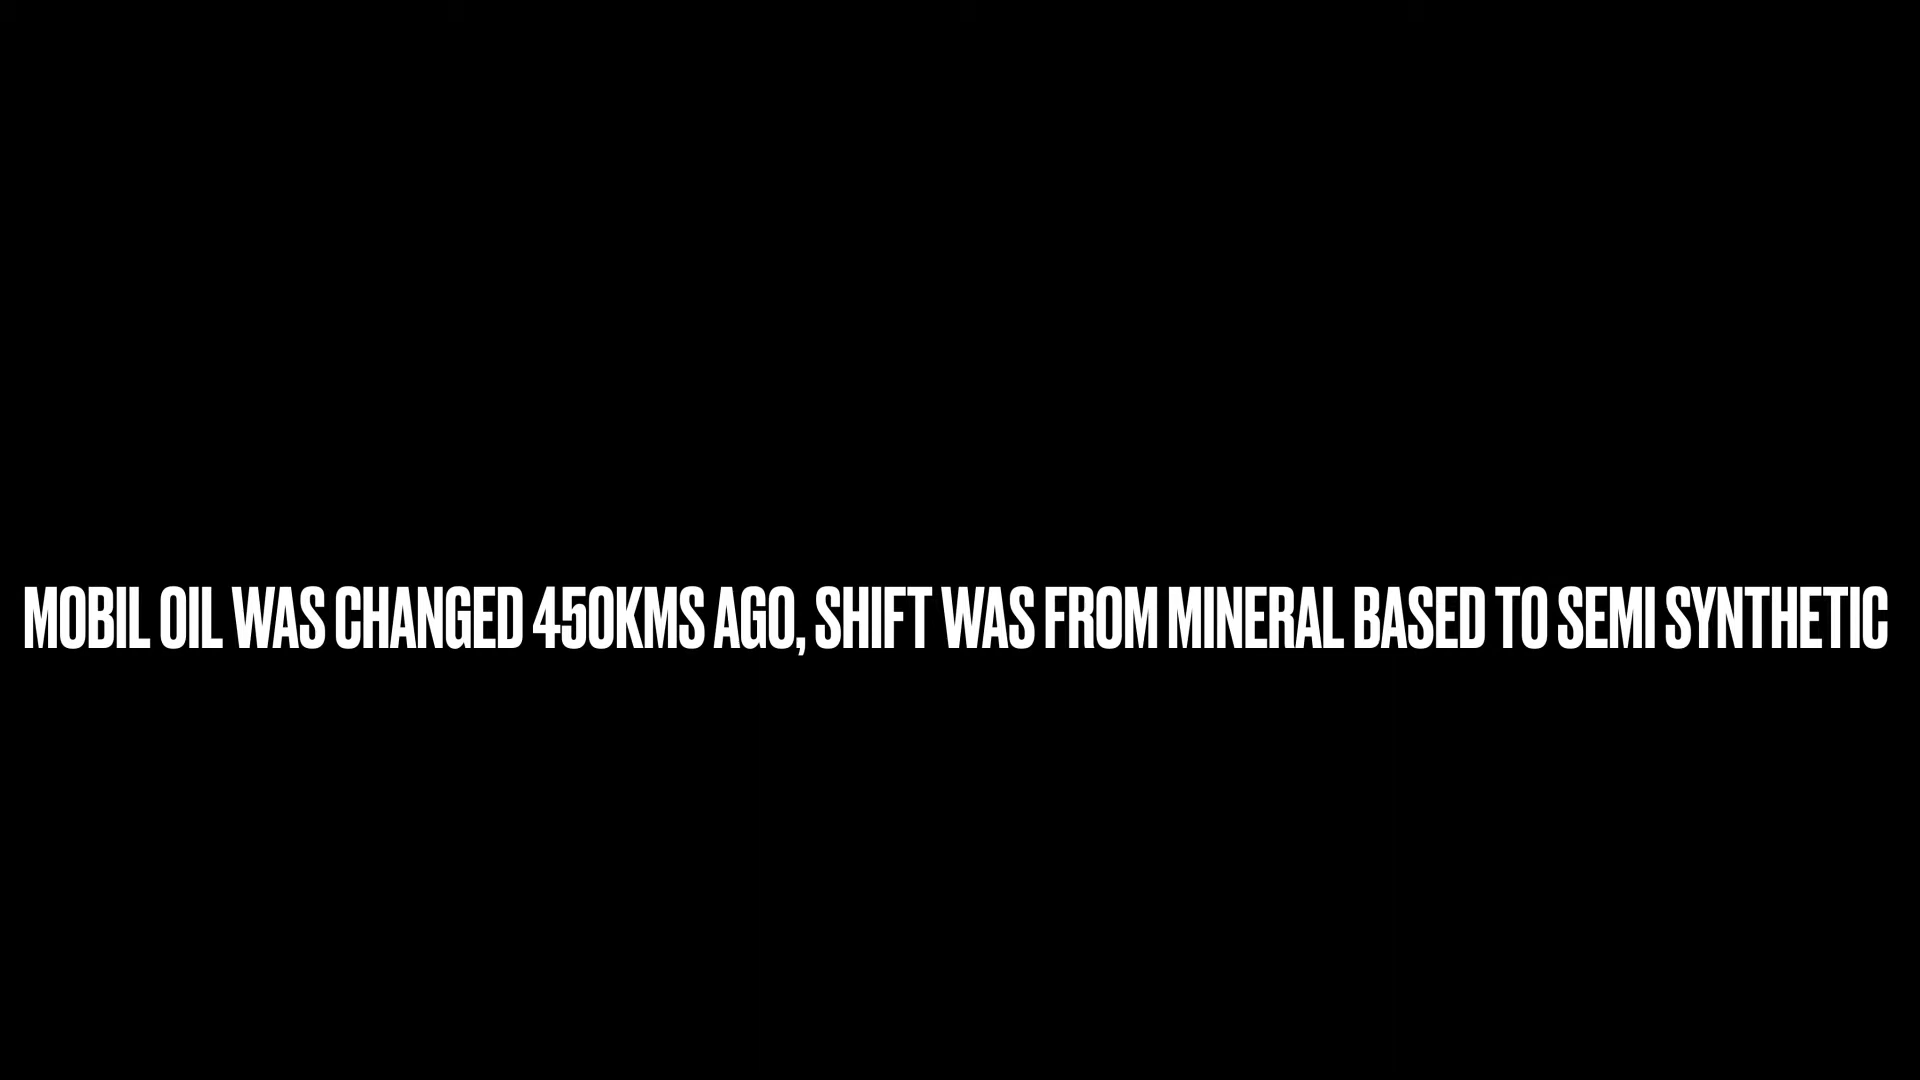 MOBIL OIL WAS CHANGED 450KMS AGO, SHIFT WAS FROM MINERAL BASED TO SEMI SYNTHETIC